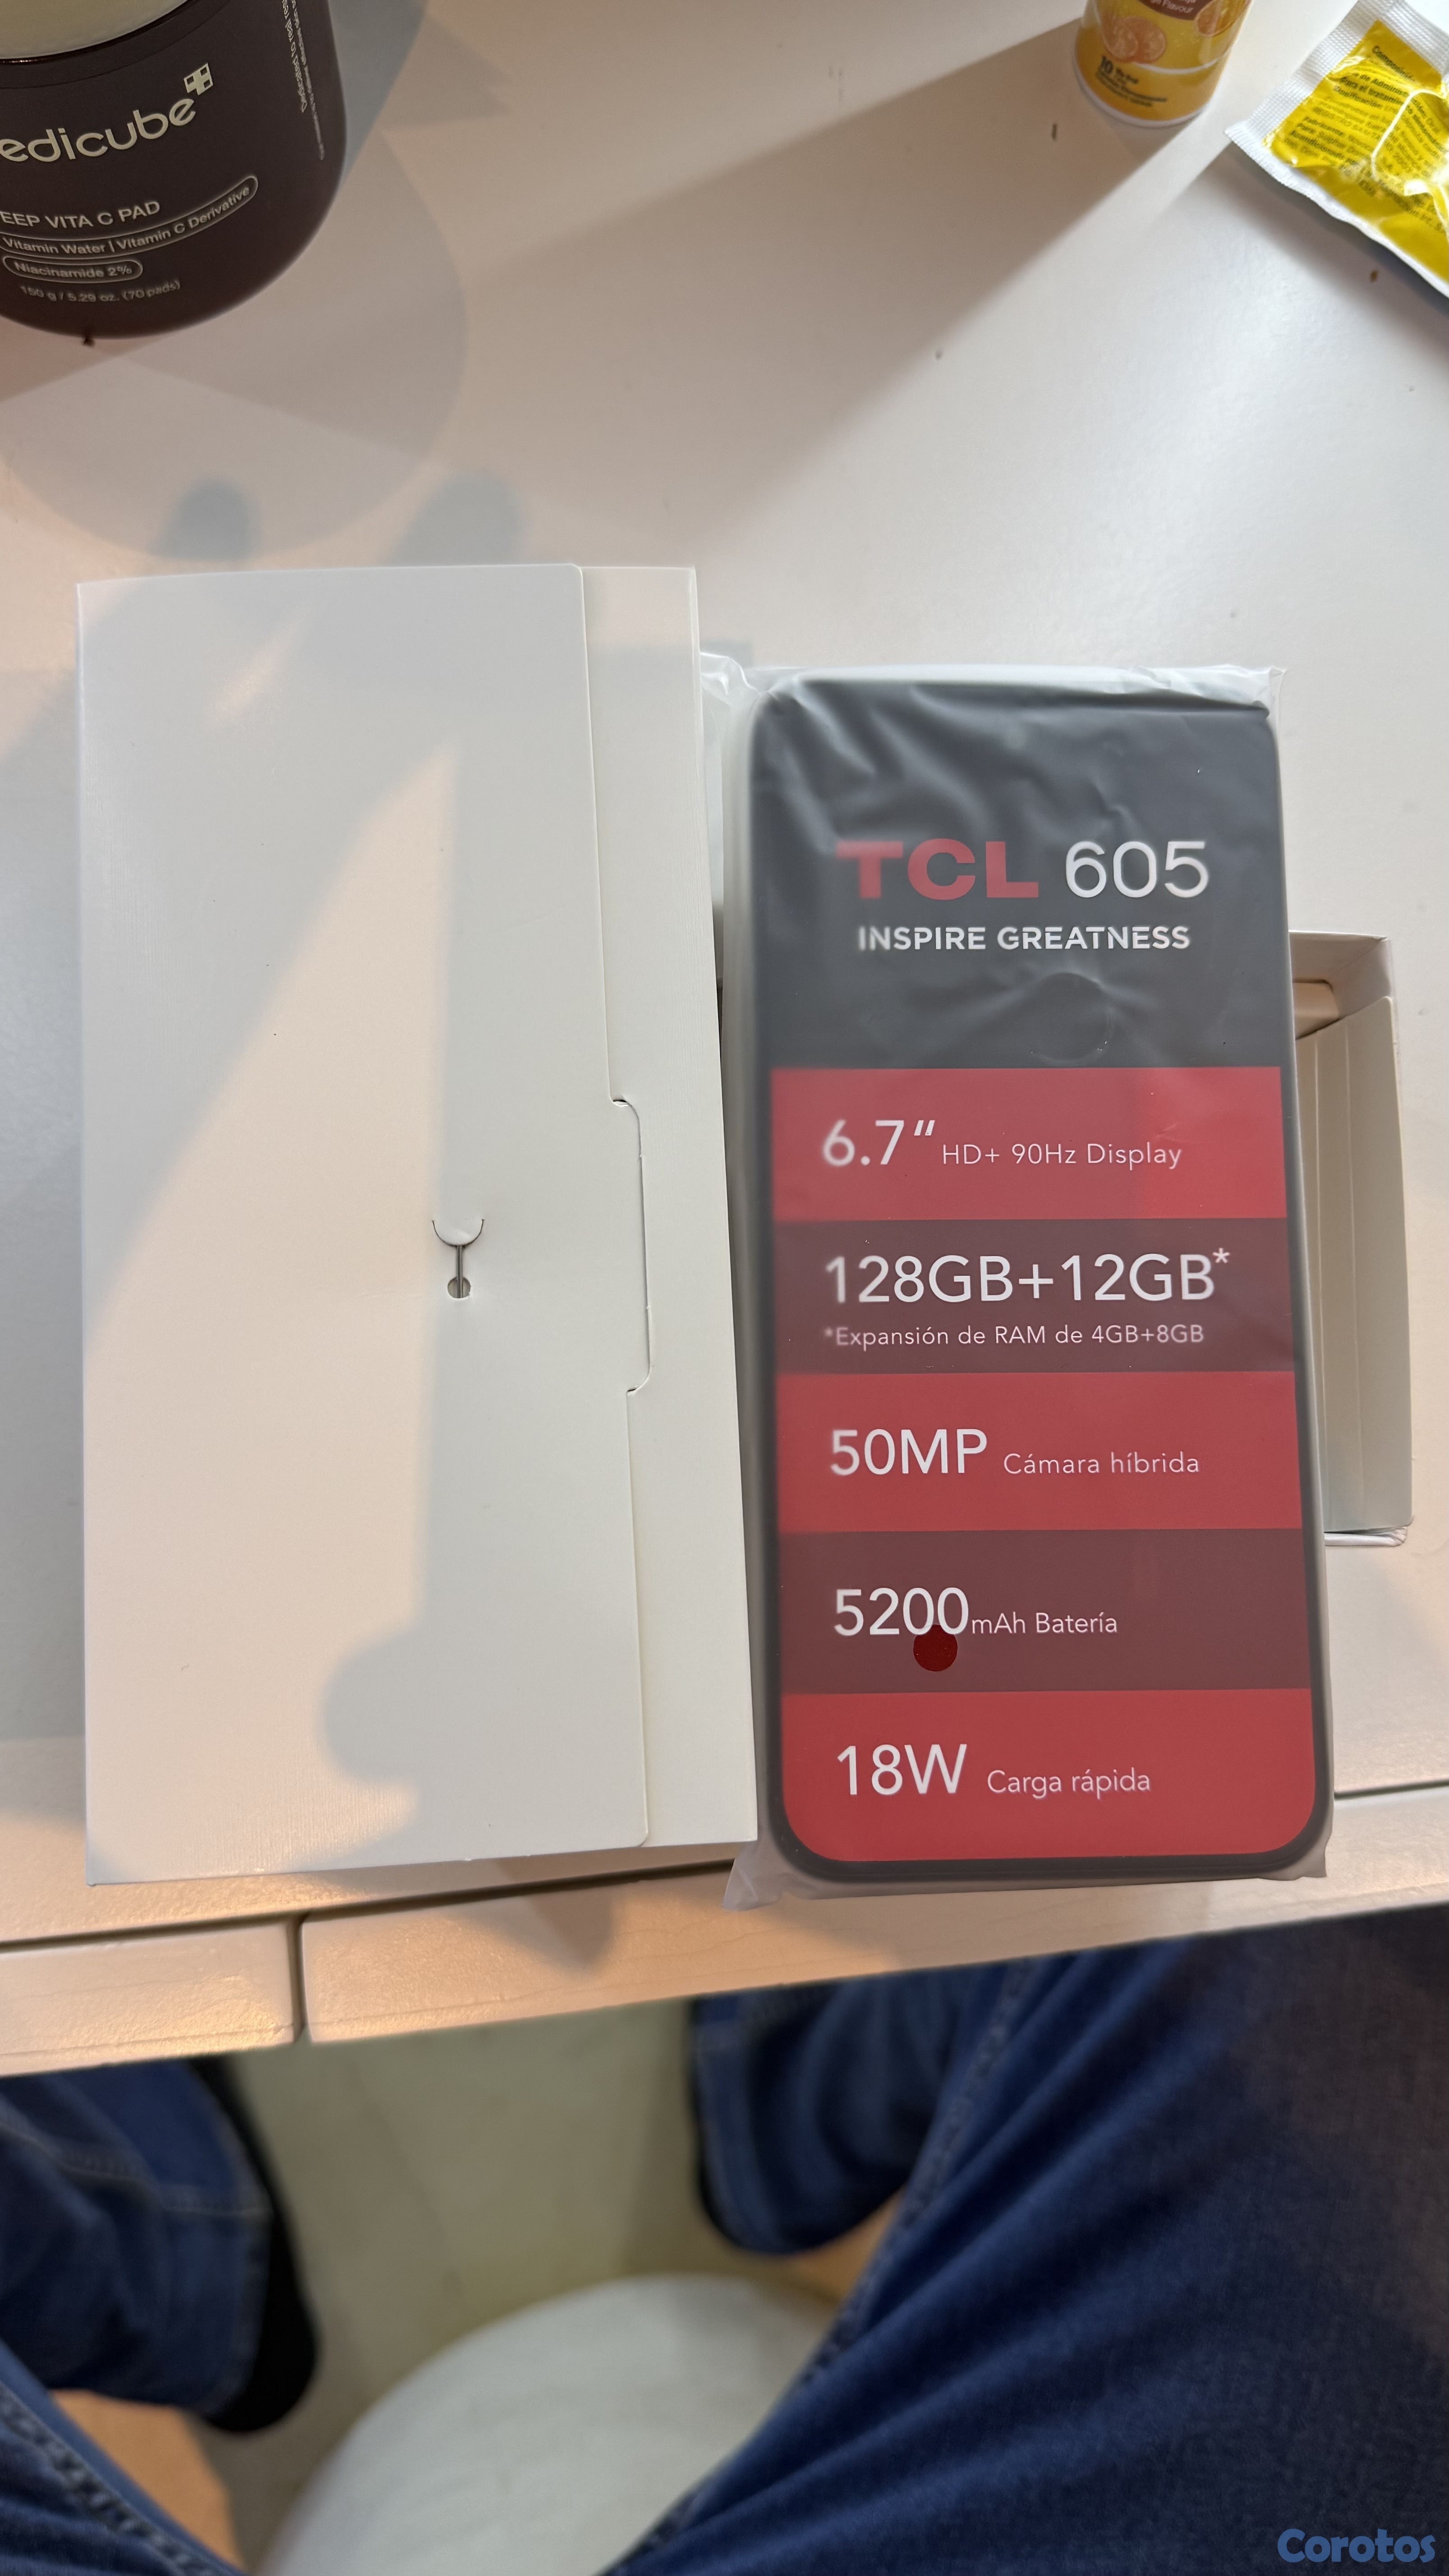 edicube
EEP VITA C PAD
Vitamin Water | Vitamin C Derivative
Niacinamide 2%
150 g / 5.29 oz. (70 pads)
Flavour
10
TCL 605
INSPIRE GREATNESS
6.7“ HD+ 90Hz Display
128GB+12GB*
*Expansión de RAM de 4GB+8GB
50MP Cámara híbrida
5200mAh Batería
18W Carga rápida
Corotos